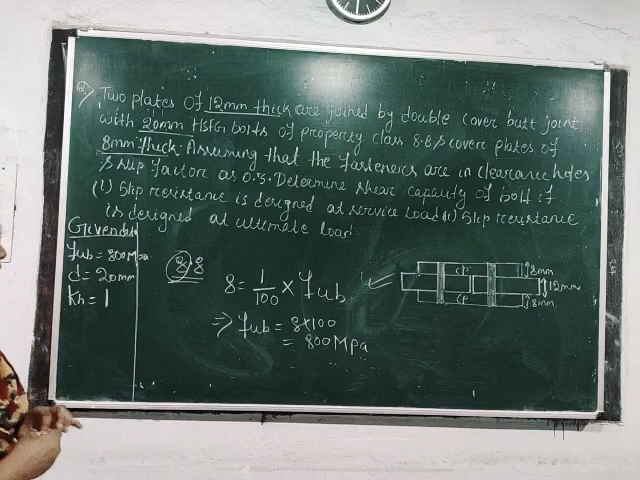 Q> Two plates of 12mm thick are joined by double cover butt joint
with 20mm HSFG bolts of property class 8.8 & cover plates of
8mm thick. Assuming that the fasteners are in clearance holes
& slip factor as 0.5. Determine shear capacity of bolt if
(i) Slip resistance is designed at service load (ii) Slip resistance
is designed at ultimate load
Given data
fub = 800MPa
d = 20mm
Kh = 1
8.8
8 = 1/100 × fub
=> fub = 8×100
= 800MPa
CP
8mm
12mm
CP
8mm